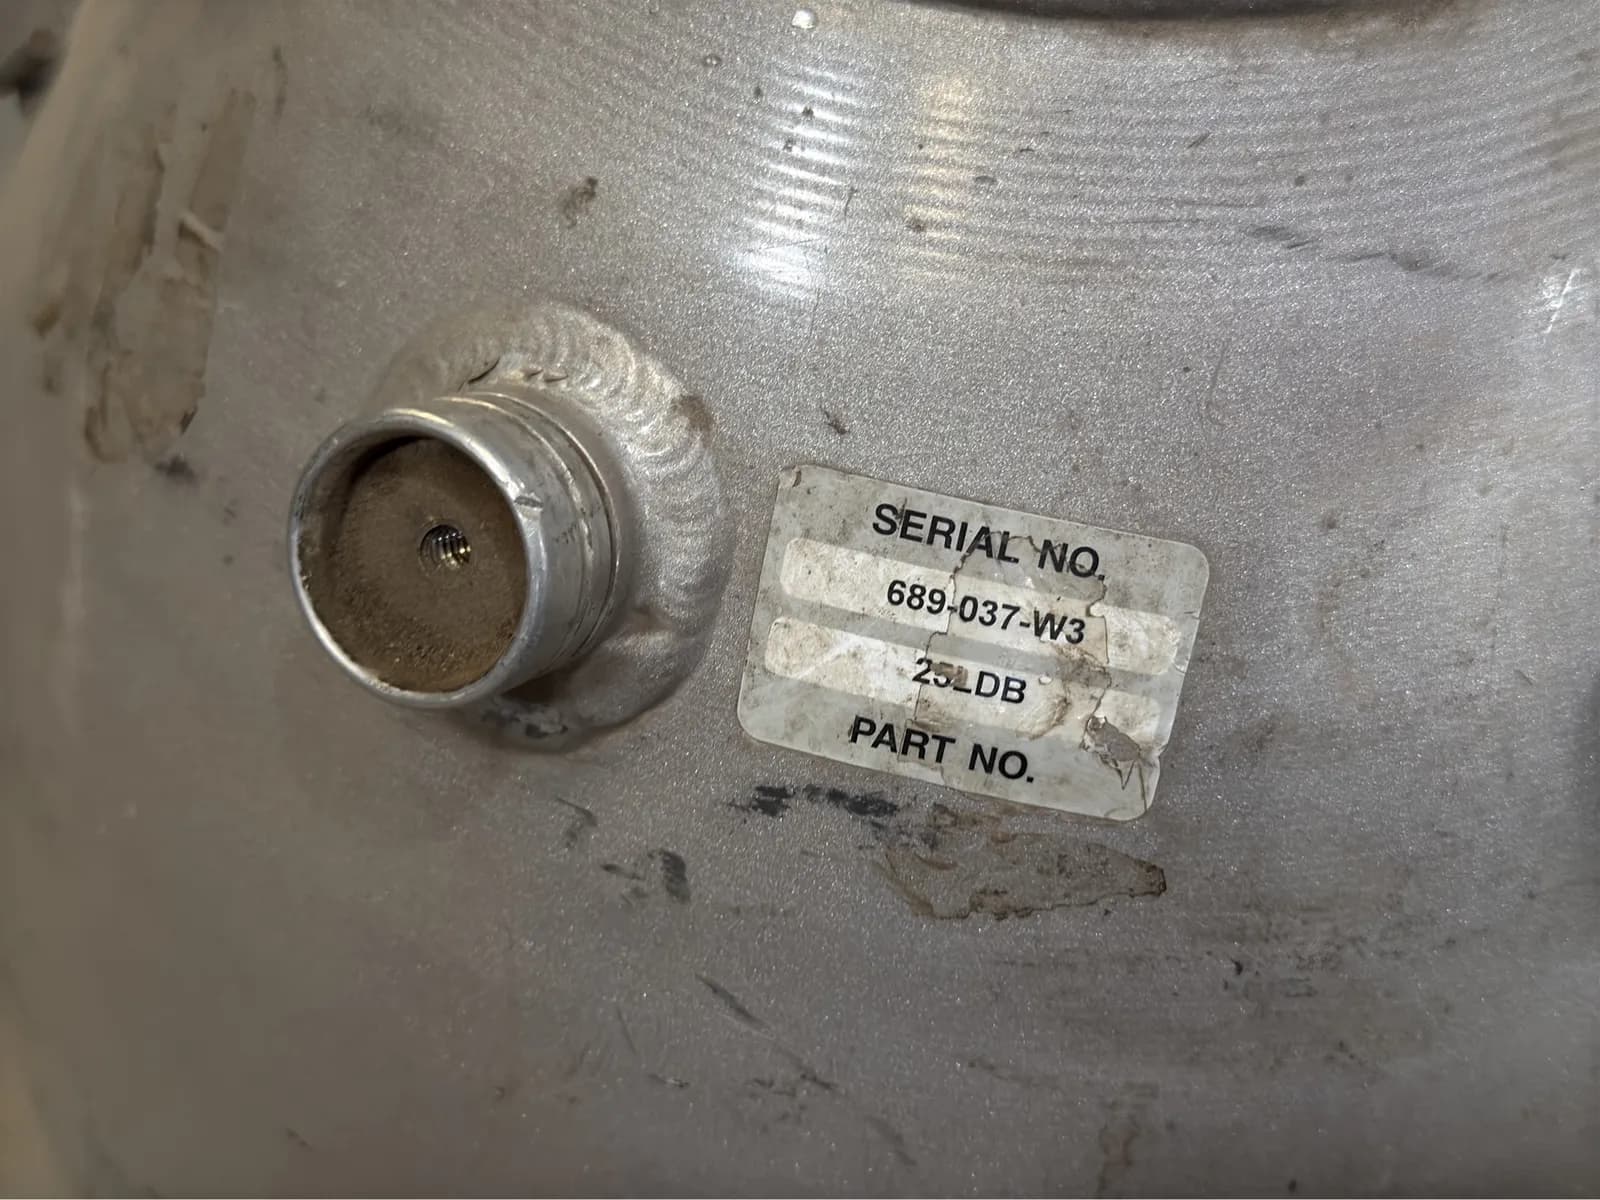 SERIAL NO.
689-037-W3
PART NO.